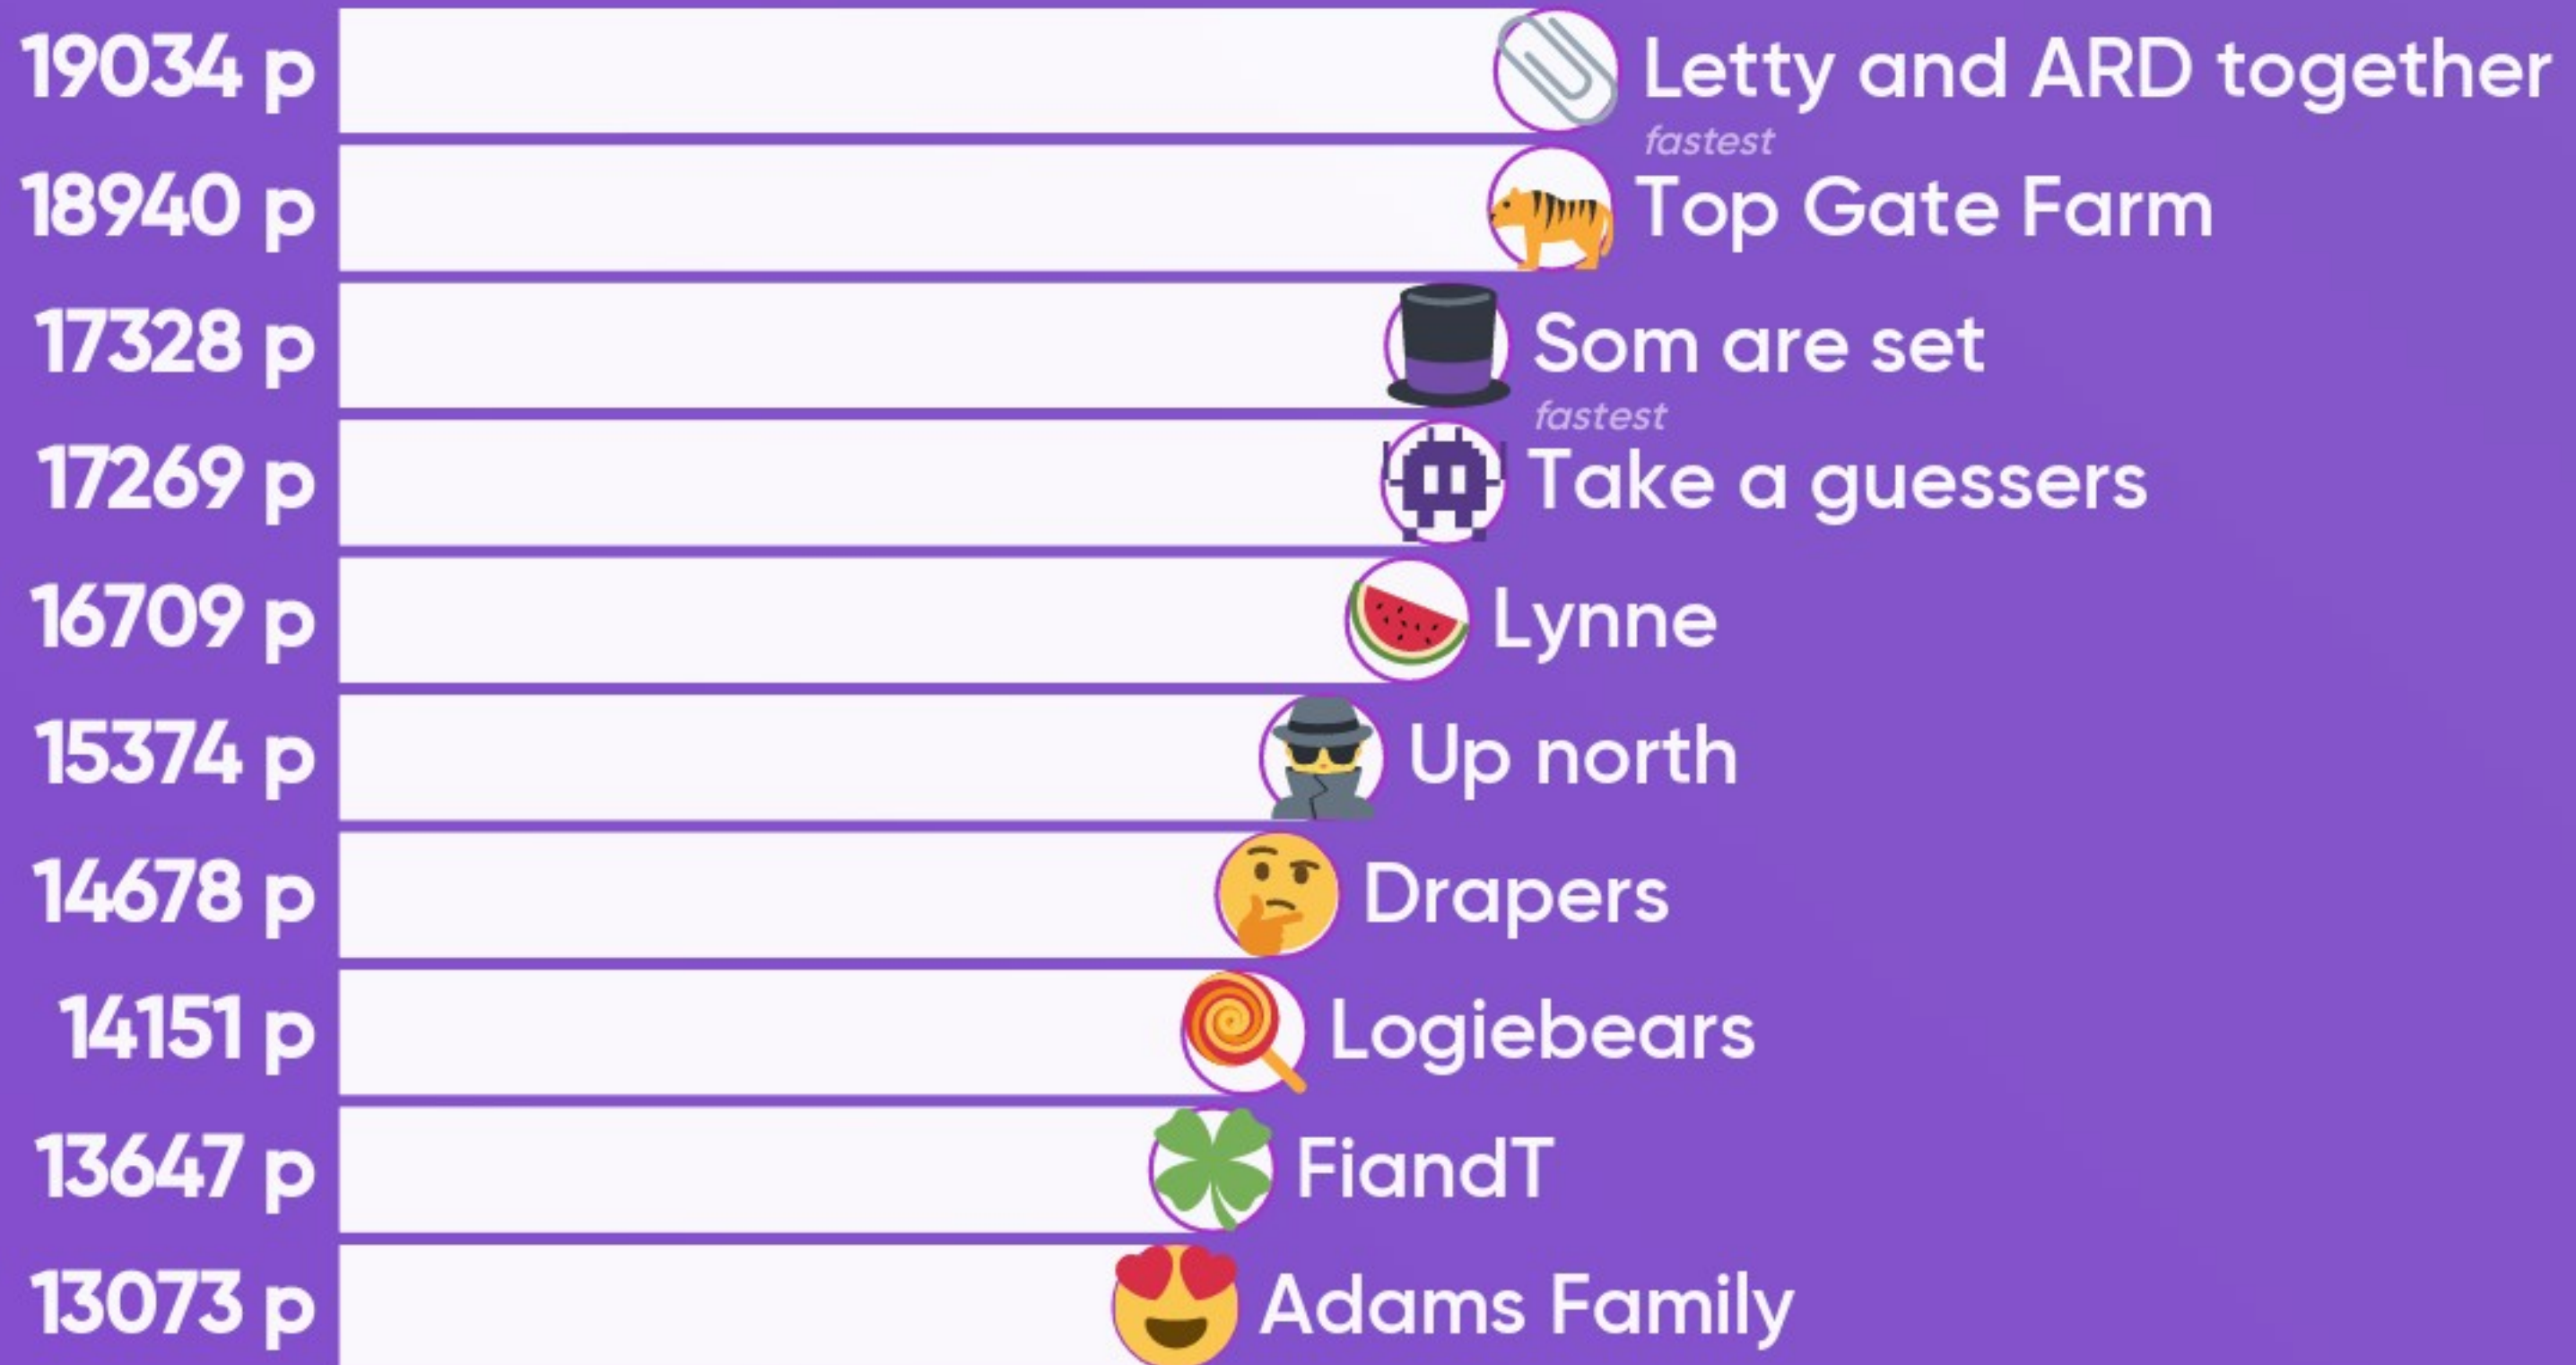 19034 p Letty and ARD together
fastest
18940 p Top Gate Farm
17328 p Som are set
fastest
17269 p Take a guessers
16709 p Lynne
15374 p Up north
14678 p Drapers
14151 p Logiebears
13647 p FiandT
13073 p Adams Family